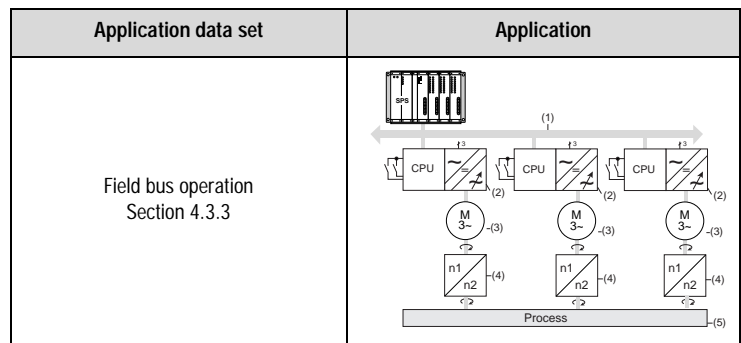 Application data set
Application
Field bus operation
Section 4.3.3
SPS
(1)
3 3 3
CPU CPU CPU
(2) (2) (2)
M M M
3~ 3~ 3~
(3) (3) (3)
n1 n1 n1
(4) (4) (4)
n2 n2 n2
Process
(5)